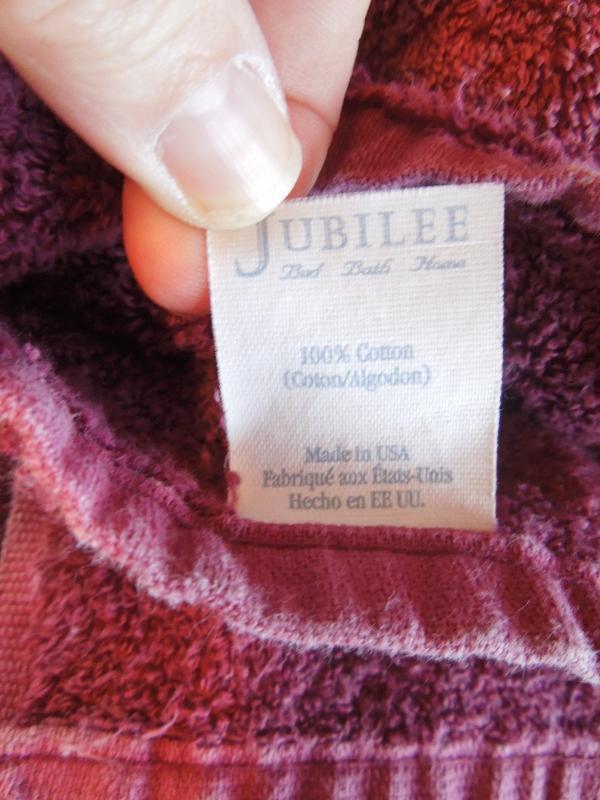 JUBILEE
Bed Bath Home
100% Cotton
(Coton/Algodon)
Made in USA
Fabriqué aux États-Unis
Hecho en EE UU.